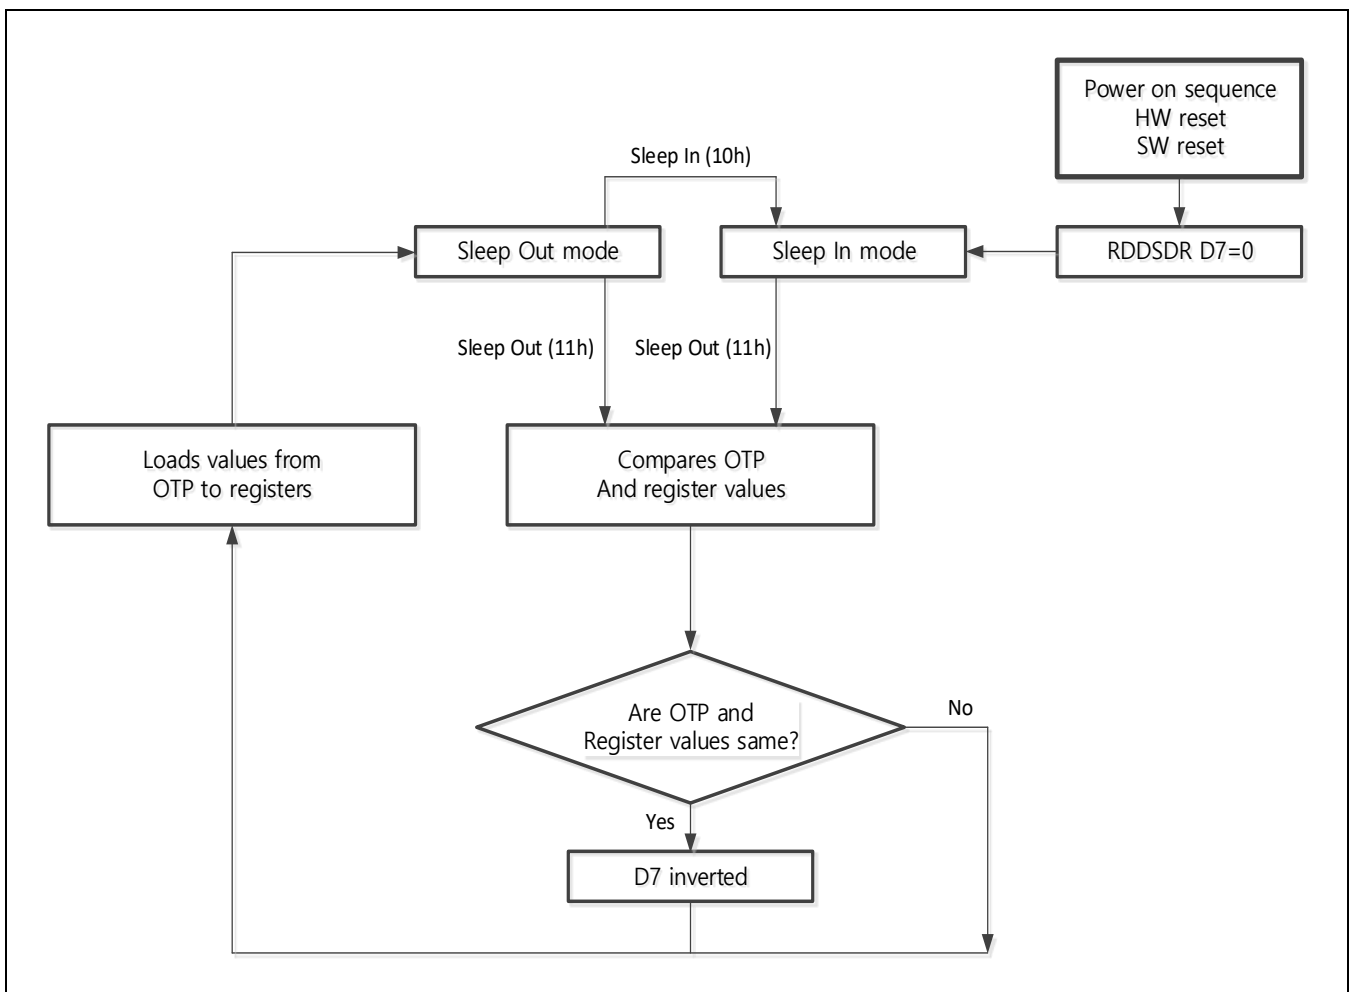 Power on sequence
HW reset
SW reset
Sleep In (10h)
Sleep Out mode
Sleep In mode
RDDSDR D7=0
Sleep Out (11h)
Sleep Out (11h)
Loads values from
OTP to registers
Compares OTP
And register values
Are OTP and
Register values same?
No
Yes
D7 inverted